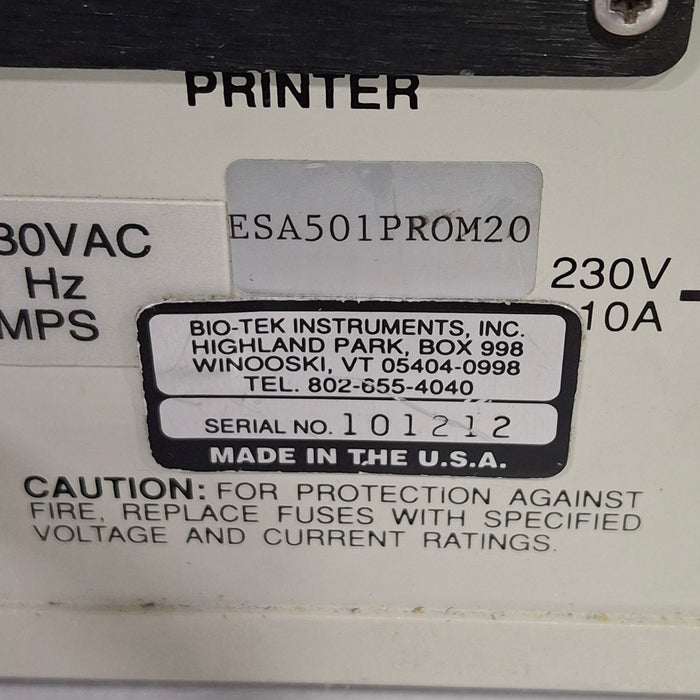 PRINTER
ESA501PROM20
30VAC
Hz
MPS
230V
10A
BIO-TEK INSTRUMENTS, INC.
HIGHLAND PARK, BOX 998
WINOOSKI, VT 05404-0998
TEL. 802-655-4040
SERIAL NO. 101212
MADE IN THE U.S.A.
CAUTION: FOR PROTECTION AGAINST
FIRE, REPLACE FUSES WITH SPECIFIED
VOLTAGE AND CURRENT RATINGS.